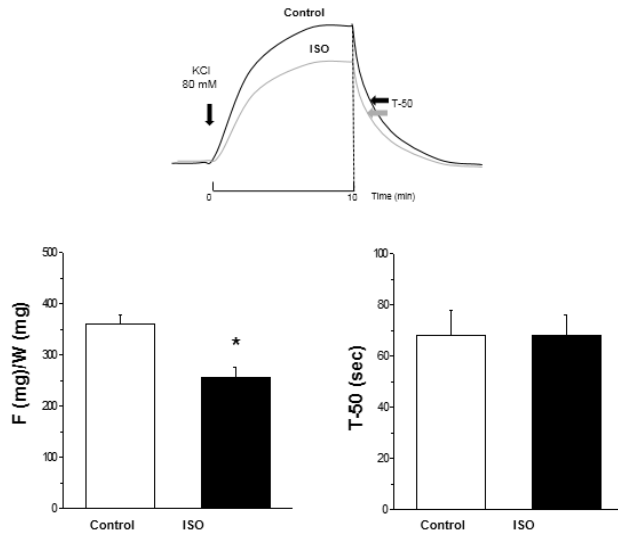 Control
ISO
KCl
80 mM
T-50
0
10
Time (min)
500
400
300
200
100
0
F (mg)/W (mg)
*
Control
ISO
100
80
60
40
20
0
T-50 (sec)
Control
ISO